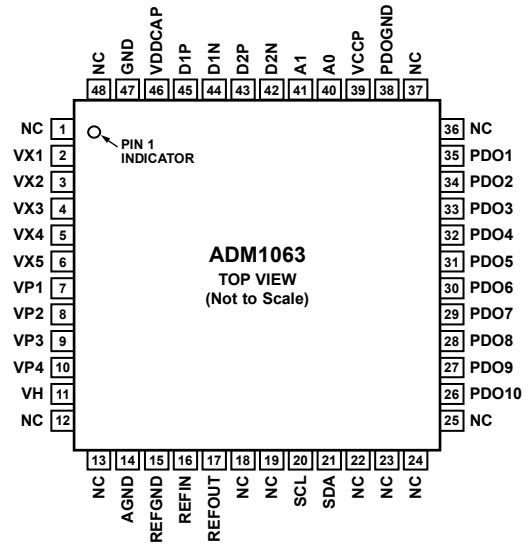 NC
GND
VDDCAP
D1P
D1N
D2P
D2N
A1
A0
VCCP
PDOGND
NC
48
47
46
45
44
43
42
41
40
39
38
37
NC 1
VX1 2
VX2 3
VX3 4
VX4 5
VX5 6
VP1 7
VP2 8
VP3 9
VP4 10
VH 11
NC 12
PIN 1
INDICATOR
ADM1063
TOP VIEW
(Not to Scale)
36 NC
35 PDO1
34 PDO2
33 PDO3
32 PDO4
31 PDO5
30 PDO6
29 PDO7
28 PDO8
27 PDO9
26 PDO10
25 NC
13
14
15
16
17
18
19
20
21
22
23
24
NC
AGND
REFGND
REFIN
REFOUT
NC
NC
SCL
SDA
NC
NC
NC